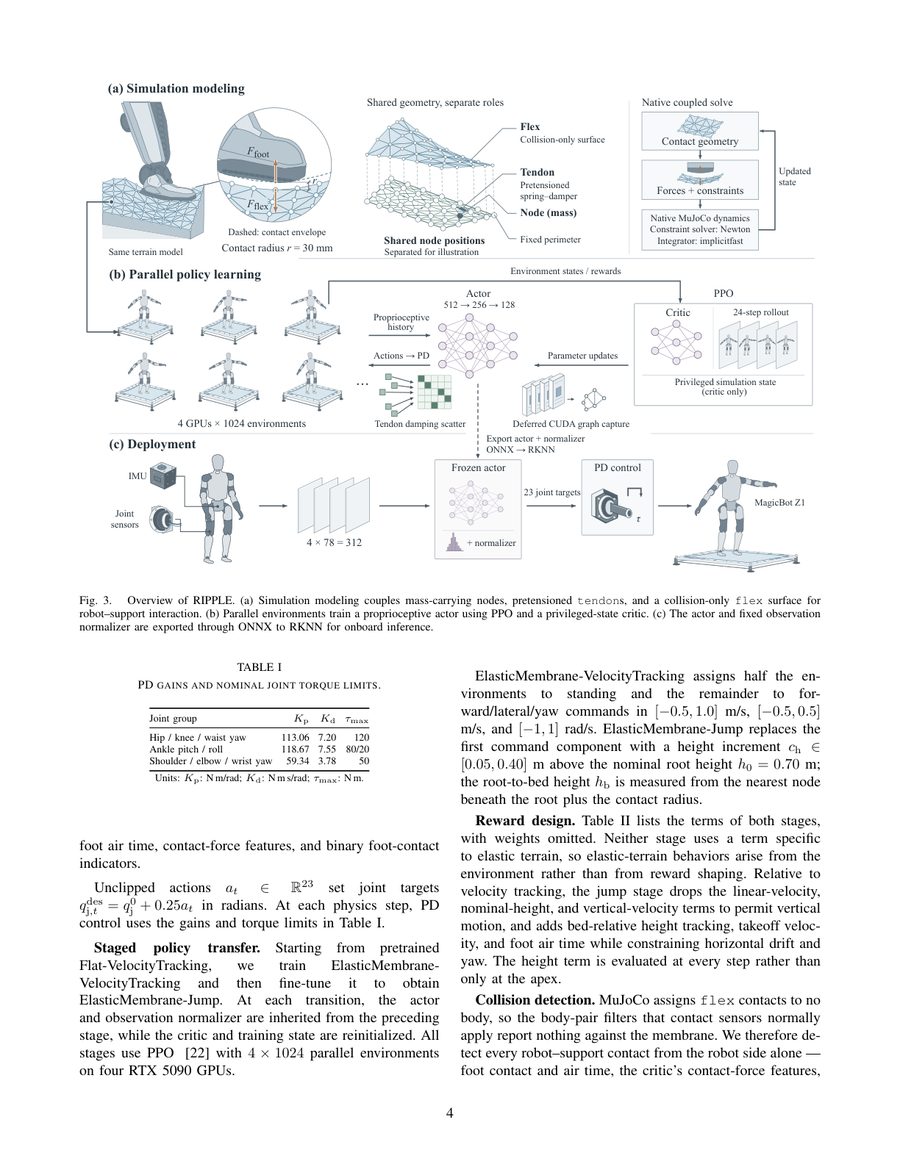 (a) Simulation modeling
F_foot
F_flex
r
Dashed: contact envelope
Contact radius r = 30 mm
Same terrain model
Shared geometry, separate roles
Flex
Collision-only surface
Tendon
Pretensioned
spring–damper
Node (mass)
Fixed perimeter
Shared node positions
Separated for illustration
Native coupled solve
Contact geometry
Forces + constraints
Native MuJoCo dynamics
Constraint solver: Newton
Integrator: implicitfast
Updated
state
(b) Parallel policy learning
Environment states / rewards
4 GPUs × 1024 environments
...
Proprioceptive
history
Actions → PD
Tendon damping scatter
Actor
512 → 256 → 128
Parameter updates
Deferred CUDA graph capture
PPO
Critic
24-step rollout
Privileged simulation state
(critic only)
Export actor + normalizer
ONNX → RKNN
(c) Deployment
IMU
Joint
sensors
4 × 78 = 312
Frozen actor
+ normalizer
23 joint targets
PD control
τ
MagicBot Z1
Fig. 3. Overview of RIPPLE. (a) Simulation modeling couples mass-carrying nodes, pretensioned tendons, and a collision-only flex surface for
robot–support interaction. (b) Parallel environments train a proprioceptive actor using PPO and a privileged-state critic. (c) The actor and fixed observation
normalizer are exported through ONNX to RKNN for onboard inference.
TABLE I
PD GAINS AND NOMINAL JOINT TORQUE LIMITS.
Joint group K_p K_d τ_max
Hip / knee / waist yaw 113.06 7.20 120
Ankle pitch / roll 118.67 7.55 80/20
Shoulder / elbow / wrist yaw 59.34 3.78 50
Units: K_p: N m/rad; K_d: N m s/rad; τ_max: N m.
foot air time, contact-force features, and binary foot-contact
indicators.
Unclipped actions a_t ∈ ℝ^23 set joint targets
q^des_j,t = q^0_j + 0.25a_t in radians. At each physics step, PD
control uses the gains and torque limits in Table I.
Staged policy transfer. Starting from pretrained
Flat-VelocityTracking, we train ElasticMembrane-
VelocityTracking and then fine-tune it to obtain
ElasticMembrane-Jump. At each transition, the actor
and observation normalizer are inherited from the preceding
stage, while the critic and training state are reinitialized. All
stages use PPO [22] with 4 × 1024 parallel environments
on four RTX 5090 GPUs.
ElasticMembrane-VelocityTracking assigns half the en-
vironments to standing and the remainder to for-
ward/lateral/yaw commands in [−0.5, 1.0] m/s, [−0.5, 0.5]
m/s, and [−1, 1] rad/s. ElasticMembrane-Jump replaces the
first command component with a height increment c_h ∈
[0.05, 0.40] m above the nominal root height h_0 = 0.70 m;
the root-to-bed height h_b is measured from the nearest node
beneath the root plus the contact radius.
Reward design. Table II lists the terms of both stages,
with weights omitted. Neither stage uses a term specific
to elastic terrain, so elastic-terrain behaviors arise from the
environment rather than from reward shaping. Relative to
velocity tracking, the jump stage drops the linear-velocity,
nominal-height, and vertical-velocity terms to permit vertical
motion, and adds bed-relative height tracking, takeoff veloc-
ity, and foot air time while constraining horizontal drift and
yaw. The height term is evaluated at every step rather than
only at the apex.
Collision detection. MuJoCo assigns flex contacts to no
body, so the body-pair filters that contact sensors normally
apply report nothing against the membrane. We therefore de-
tect every robot–support contact from the robot side alone —
foot contact and air time, the critic's contact-force features,
4